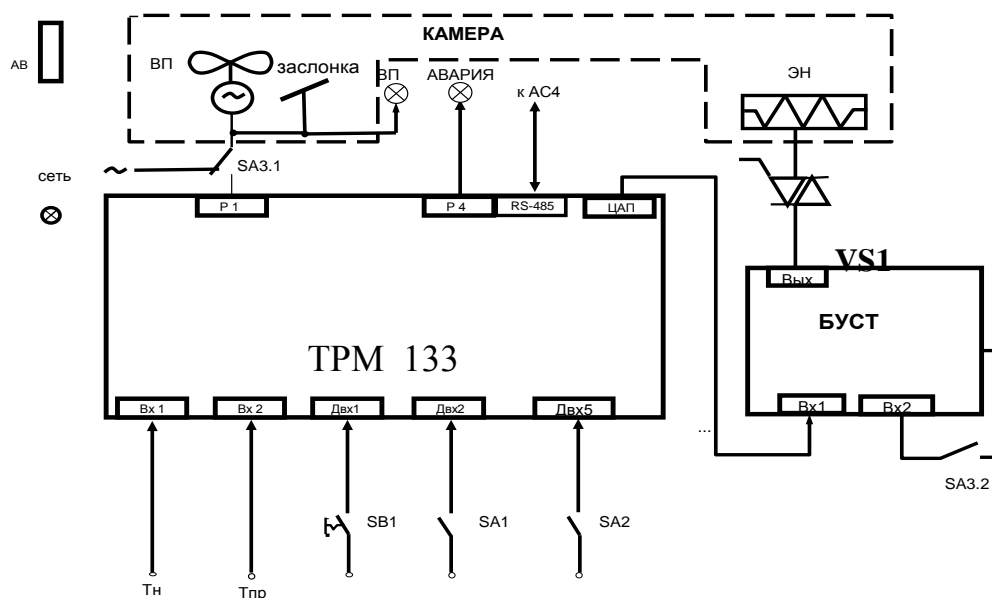 КАМЕРА
АВ
ВП
заслонка
ВП
АВАРИЯ
к АС4
ЭН
SA3.1
сеть
Р 1
Р 4
RS-485
ЦАП
VS1
Вых
БУСТ
ТРМ 133
Вх 1
Вх 2
Двх1
Двх2
Двх5
Вх1
Вх2
...
SA3.2
SB1
SA1
SA2
Тн
Тпр